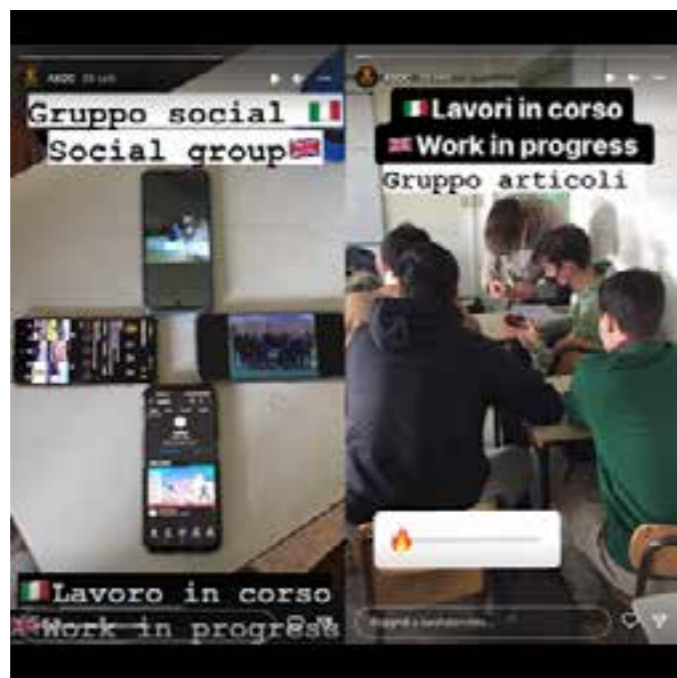 Gruppo social 🇮🇹
Social group🇬🇧
🇮🇹Lavoro in corso
🇬🇧Work in progress
🇮🇹Lavori in corso
🇬🇧Work in progress
Gruppo articoli